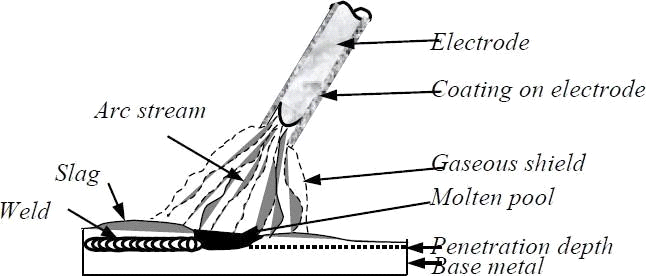 Electrode
Coating on electrode
Arc stream
Gaseous shield
Slag
Molten pool
Weld
Penetration depth
Base metal